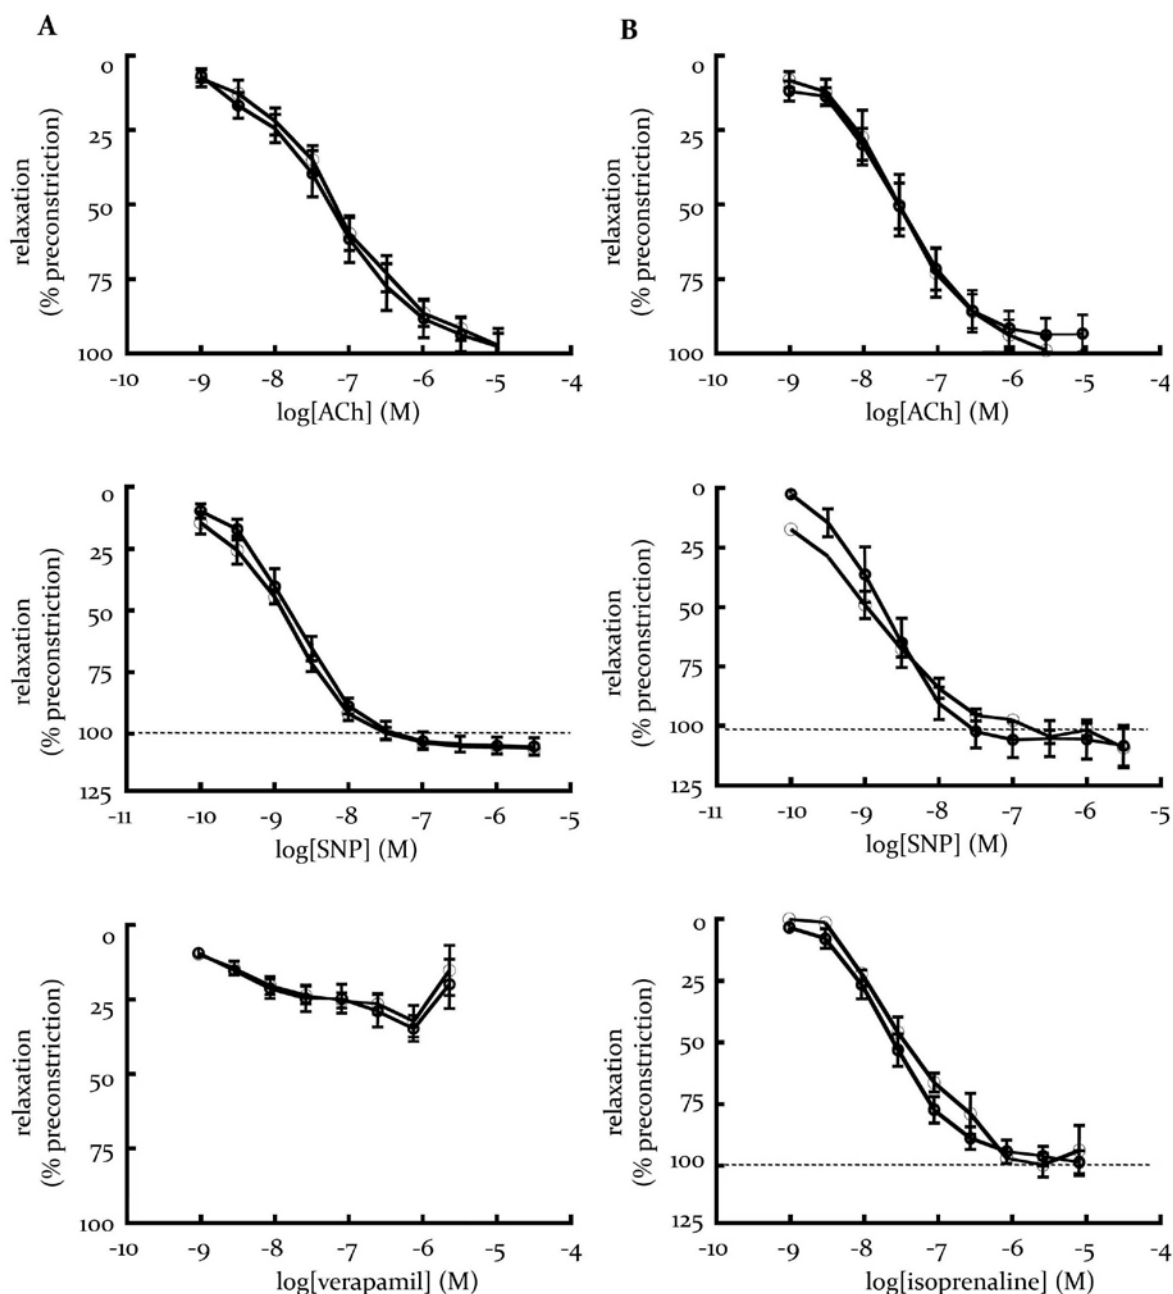 A
B
relaxation
(% preconstriction)
0
25
50
75
100
-10 -9 -8 -7 -6 -5 -4
log[ACh] (M)
relaxation
(% preconstriction)
0
25
50
75
100
-10 -9 -8 -7 -6 -5 -4
log[ACh] (M)
relaxation
(% preconstriction)
0
25
50
75
100
125
-11 -10 -9 -8 -7 -6 -5
log[SNP] (M)
relaxation
(% preconstriction)
0
25
50
75
100
125
-11 -10 -9 -8 -7 -6 -5
log[SNP] (M)
relaxation
(% preconstriction)
0
25
50
75
100
-10 -9 -8 -7 -6 -5 -4
log[verapamil] (M)
relaxation
(% preconstriction)
0
25
50
75
100
125
-10 -9 -8 -7 -6 -5 -4
log[isoprenaline] (M)